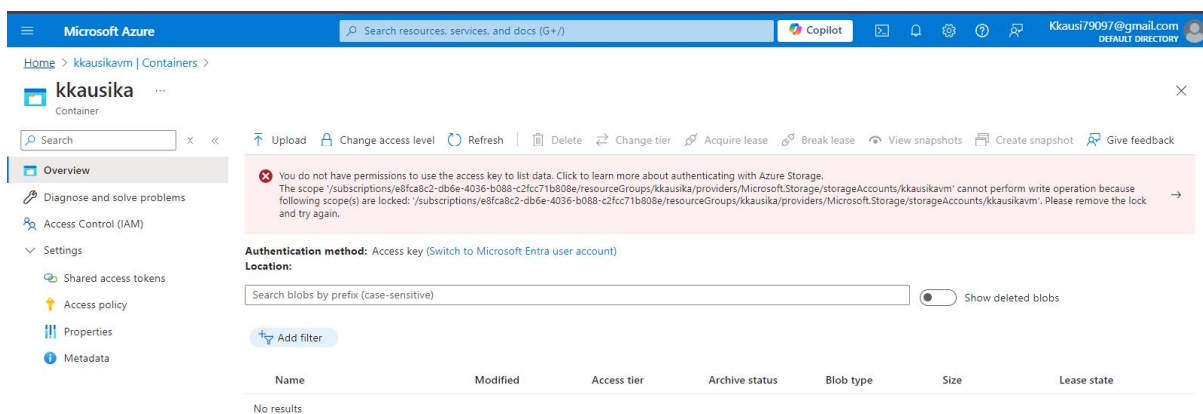 Microsoft Azure
Search resources, services, and docs (G+/)
Copilot
Kkausi79097@gmail.com
DEFAULT DIRECTORY
Home > kkausikavm | Containers >
kkausika ...
Container
Search
Upload Change access level Refresh Delete Change tier Acquire lease Break lease View snapshots Create snapshot Give feedback
Overview
Diagnose and solve problems
Access Control (IAM)
Settings
Shared access tokens
Access policy
Properties
Metadata
You do not have permissions to use the access key to list data. Click to learn more about authenticating with Azure Storage.
The scope '/subscriptions/e8fca8c2-db6e-4036-b088-c2fcc71b808e/resourceGroups/kkausika/providers/Microsoft.Storage/storageAccounts/kkausikavm' cannot perform write operation because
following scope(s) are locked: '/subscriptions/e8fca8c2-db6e-4036-b088-c2fcc71b808e/resourceGroups/kkausika/providers/Microsoft.Storage/storageAccounts/kkausikavm'. Please remove the lock
and try again.
Authentication method: Access key (Switch to Microsoft Entra user account)
Location:
Search blobs by prefix (case-sensitive)
Show deleted blobs
Add filter
Name Modified Access tier Archive status Blob type Size Lease state
No results